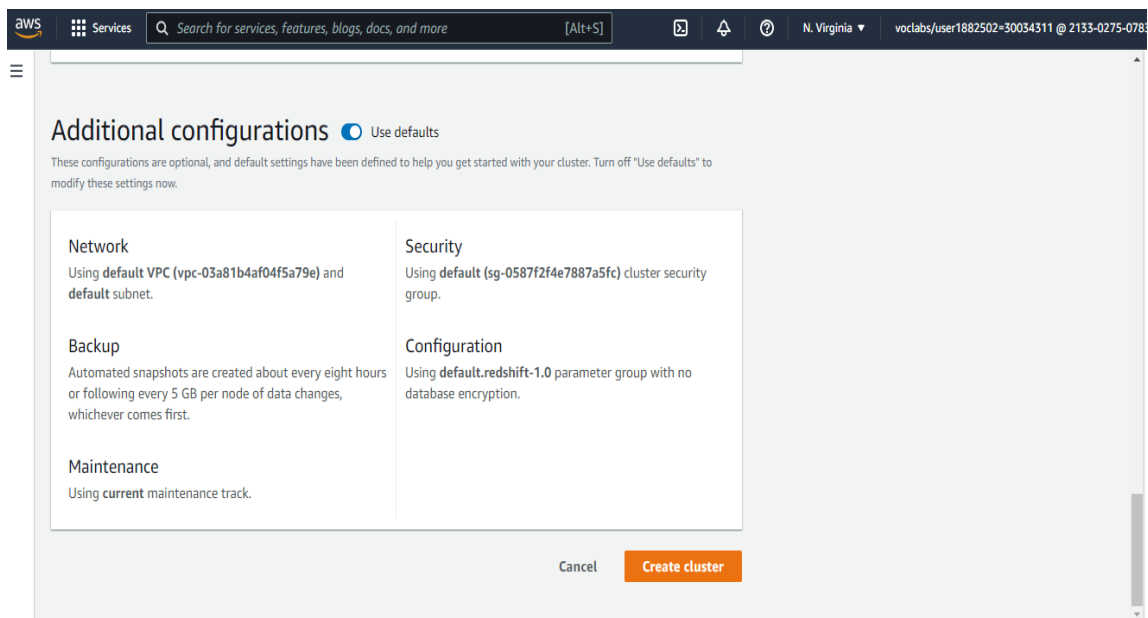 aws Services Search for services, features, blogs, docs, and more [Alt+S] N. Virginia ▼ voclabs/user1882502=30034311 @ 2133-0275-078
Additional configurations Use defaults
These configurations are optional, and default settings have been defined to help you get started with your cluster. Turn off "Use defaults" to
modify these settings now.
Network
Using default VPC (vpc-03a81b4af04f5a79e) and
default subnet.
Security
Using default (sg-0587f2f4e7887a5fc) cluster security
group.
Backup
Automated snapshots are created about every eight hours
or following every 5 GB per node of data changes,
whichever comes first.
Configuration
Using default.redshift-1.0 parameter group with no
database encryption.
Maintenance
Using current maintenance track.
Cancel Create cluster